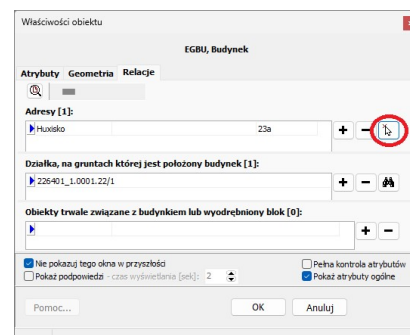 Właściwości obiektu
EGBU, Budynek
Atrybuty Geometria Relacje
Adresy [1]:
Huxisko 23a
Działka, na gruntach której jest położony budynek [1]:
226401_1.0001.22/1
Obiekty trwale związane z budynkiem lub wyodrębniony blok [0]:
Nie pokazuj tego okna w przyszłości
Pełna kontrola atrybutów
Pokaż podpowiedzi - czas wyświetlania [sek]: 2
Pokaż atrybuty ogólne
Pomoc... OK Anuluj